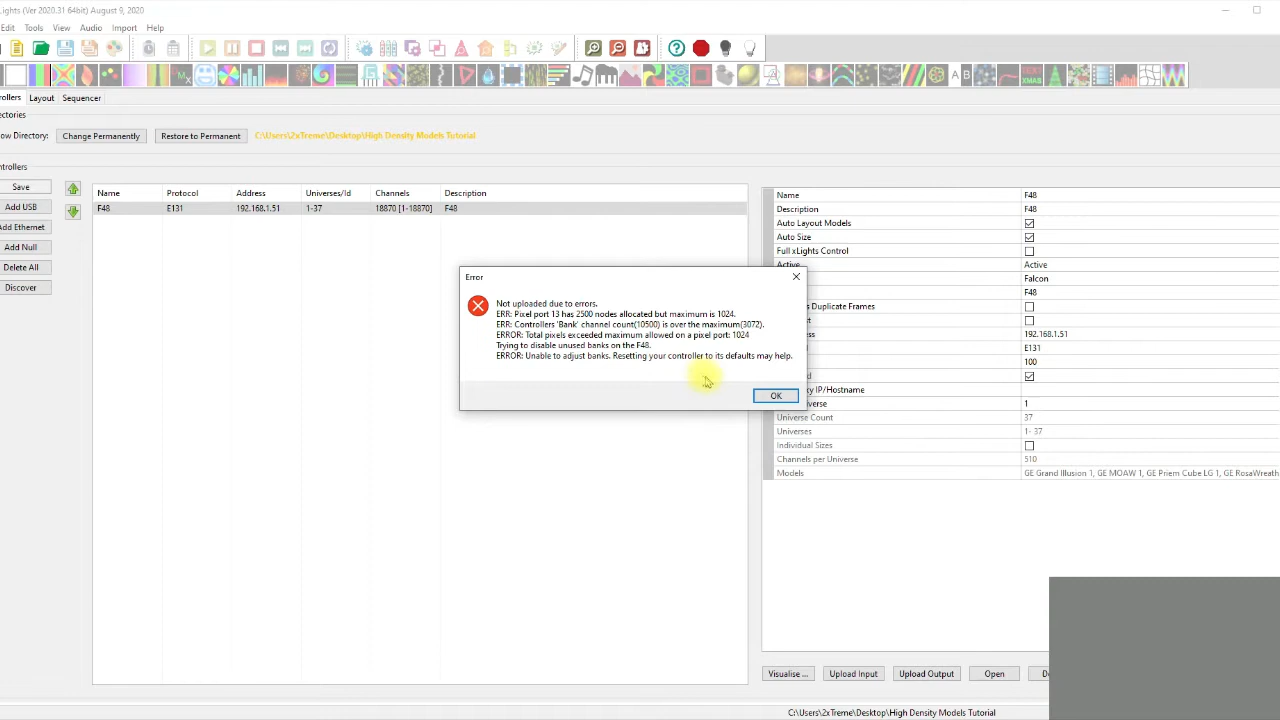 Lights (Ver 2020.31 64bit) August 9, 2020
Edit Tools View Audio Import Help
Layout Sequencer
Change Permanently Restore to Permanent C:\Users\2xTreme\Desktop\High Density Models Tutorial
Save
Add USB
Add Ethernet
Add Null
Delete All
Discover
Name Protocol Address Universes/Id Channels Description
F48 E131 192.168.1.51 1-37 18870 [1-18870] F48
Name F48
Description F48
Auto Layout Models
Auto Size
Full xLights Control
Active Active
Falcon
F48
Duplicate Frames
192.168.1.51
E131
100
IP/Hostname
1
Universe Count 37
Universes 1- 37
Individual Sizes
Channels per Universe 510
Models GE Grand Illusion 1, GE MOAW 1, GE Priem Cube LG 1, GE RosaWreath
Error
Not uploaded due to errors.
ERR: Pixel port 13 has 2500 nodes allocated but maximum is 1024.
ERR: Controllers 'Bank' channel count(10500) is over the maximum(3072).
ERROR: Total pixels exceeded maximum allowed on a pixel port: 1024
Trying to disable unused banks on the F48.
ERROR: Unable to adjust banks. Resetting your controller to its defaults may help.
OK
Visualise ... Upload Input Upload Output Open
C:\Users\2xTreme\Desktop\High Density Models Tutorial